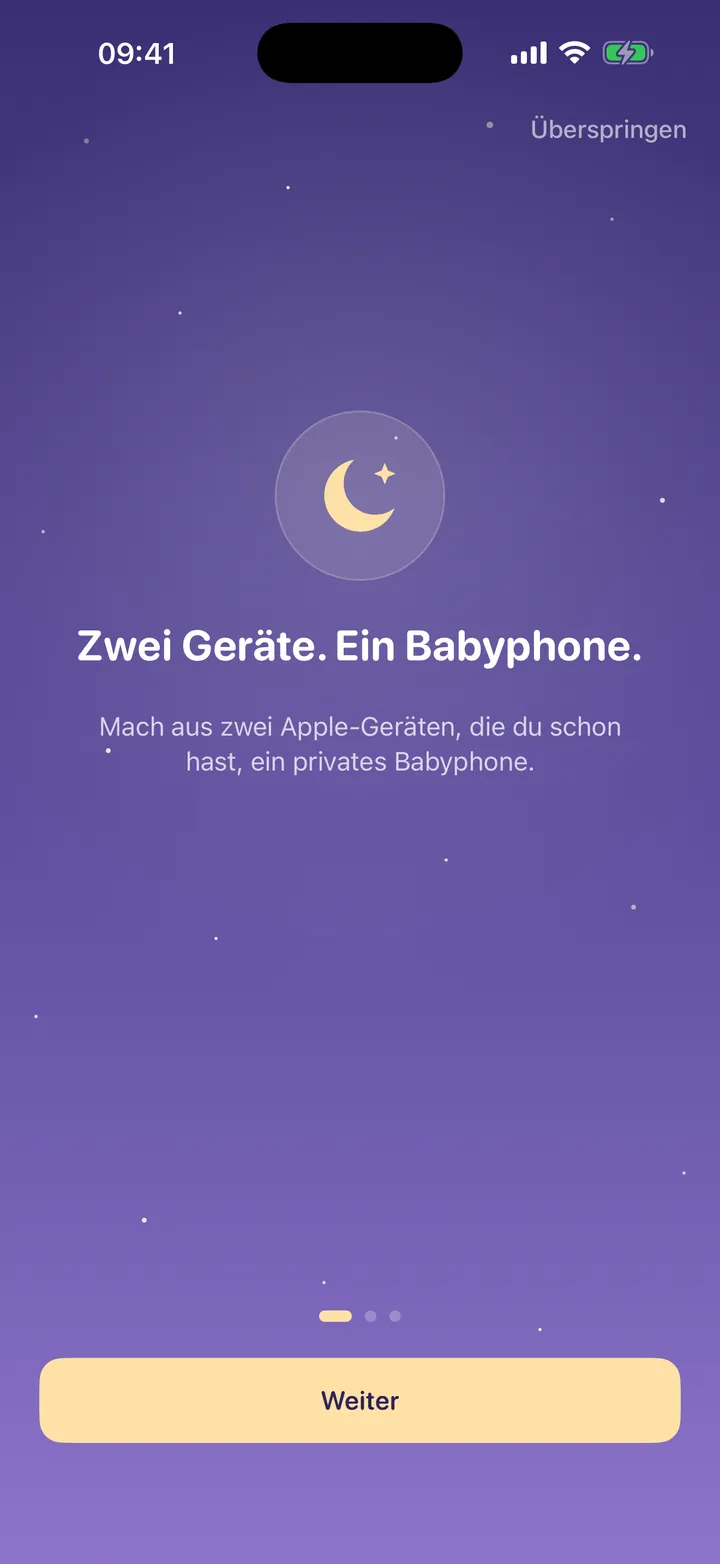 09:41
Überspringen
Zwei Geräte. Ein Babyphone.
Mach aus zwei Apple-Geräten, die du schon
hast, ein privates Babyphone.
Weiter